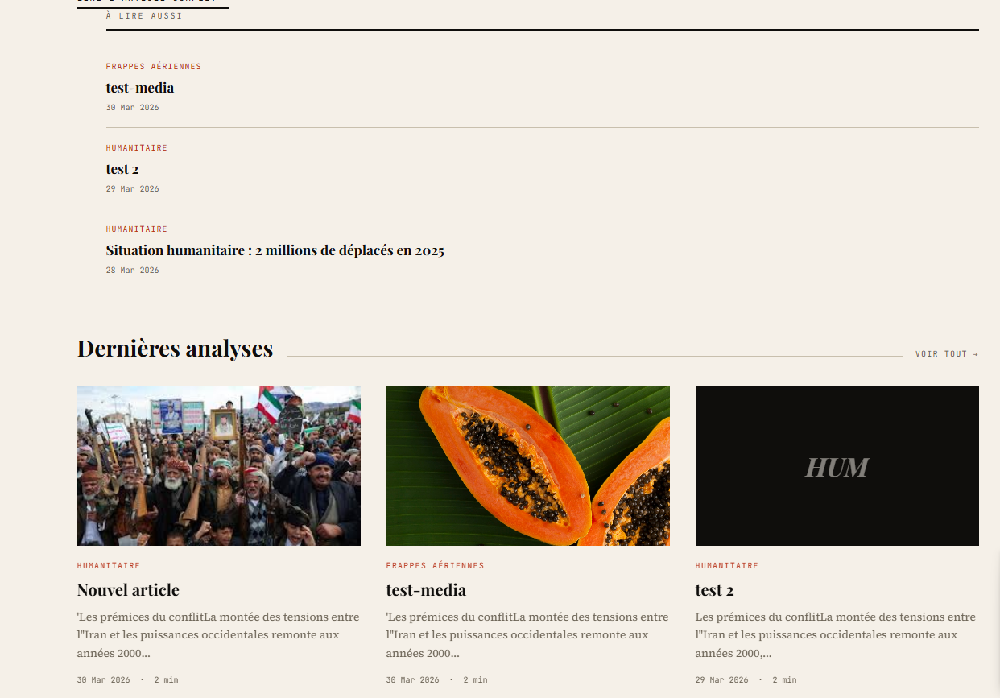 À LIRE AUSSI
FRAPPES AÉRIENNES
test-media
30 Mar 2026
HUMANITAIRE
test 2
29 Mar 2026
HUMANITAIRE
Situation humanitaire : 2 millions de déplacés en 2025
28 Mar 2026
Dernières analyses
VOIR TOUT →
HUM
HUMANITAIRE
Nouvel article
'Les prémices du conflitLa montée des tensions entre
l''Iran et les puissances occidentales remonte aux
années 2000...
30 Mar 2026 · 2 min
FRAPPES AÉRIENNES
test-media
'Les prémices du conflitLa montée des tensions entre
l''Iran et les puissances occidentales remonte aux
années 2000...
30 Mar 2026 · 2 min
HUMANITAIRE
test 2
Les prémices du conflitLa montée des tensions entre
l''Iran et les puissances occidentales remonte aux
années 2000,...
29 Mar 2026 · 2 min